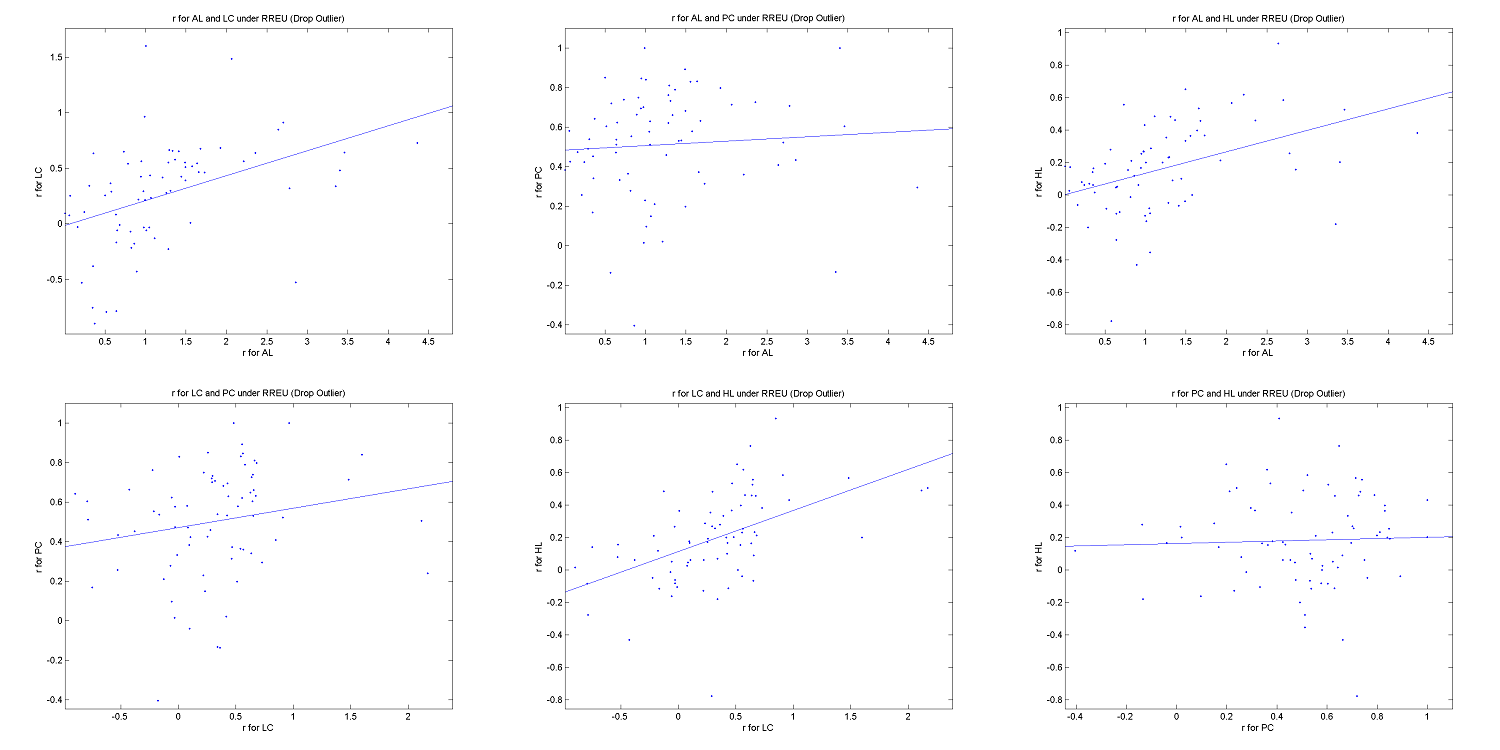 r for AL and LC under RREU (Drop Outlier)
1.5
1
0.5
0
-0.5
r for LC
0.5 1 1.5 2 2.5 3 3.5 4 4.5
r for AL
r for AL and PC under RREU (Drop Outlier)
1
0.8
0.6
0.4
0.2
0
-0.2
-0.4
r for PC
0.5 1 1.5 2 2.5 3 3.5 4 4.5
r for AL
r for AL and HL under RREU (Drop Outlier)
1
0.8
0.6
0.4
0.2
0
-0.2
-0.4
-0.6
-0.8
r for HL
0.5 1 1.5 2 2.5 3 3.5 4 4.5
r for AL
r for LC and PC under RREU (Drop Outlier)
1
0.8
0.6
0.4
0.2
0
-0.2
-0.4
r for PC
-0.5 0 0.5 1 1.5 2
r for LC
r for LC and HL under RREU (Drop Outlier)
1
0.8
0.6
0.4
0.2
0
-0.2
-0.4
-0.6
-0.8
r for HL
-0.5 0 0.5 1 1.5 2
r for LC
r for PC and HL under RREU (Drop Outlier)
1
0.8
0.6
0.4
0.2
0
-0.2
-0.4
-0.6
-0.8
r for HL
-0.4 -0.2 0 0.2 0.4 0.6 0.8 1
r for PC